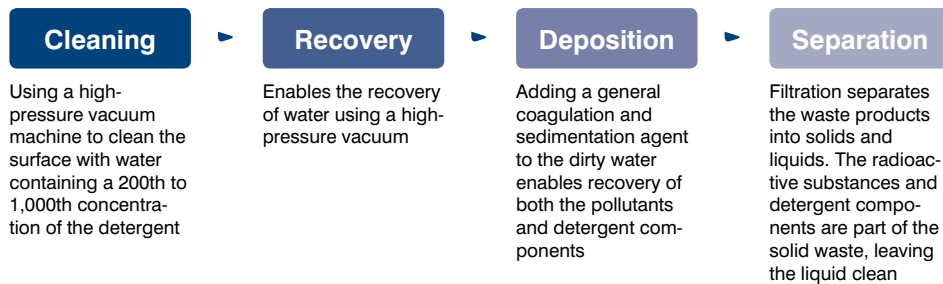 Cleaning
Using a high-
pressure vacuum
machine to clean the
surface with water
containing a 200th to
1,000th concentra-
tion of the detergent
Recovery
Enables the recovery
of water using a high-
pressure vacuum
Deposition
Adding a general
coagulation and
sedimentation agent
to the dirty water
enables recovery of
both the pollutants
and detergent com-
ponents
Separation
Filtration separates
the waste products
into solids and
liquids. The radioac-
tive substances and
detergent compo-
nents are part of the
solid waste, leaving
the liquid clean